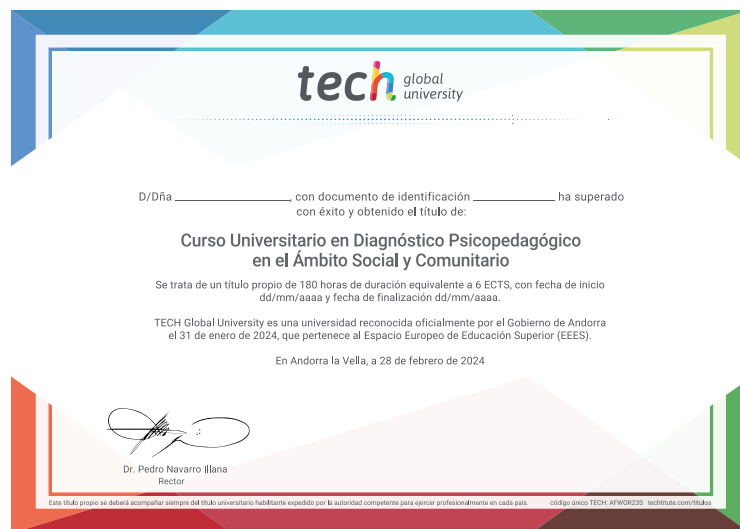 tech global university
D/Dña ____________________, con documento de identificación ______________ ha superado
con éxito y obtenido el título de:
Curso Universitario en Diagnóstico Psicopedagógico
en el Ámbito Social y Comunitario
Se trata de un título propio de 180 horas de duración equivalente a 6 ECTS, con fecha de inicio
dd/mm/aaaa y fecha de finalización dd/mm/aaaa.
TECH Global University es una universidad reconocida oficialmente por el Gobierno de Andorra
el 31 de enero de 2024, que pertenece al Espacio Europeo de Educación Superior (EEES).
En Andorra la Vella, a 28 de febrero de 2024
Dr. Pedro Navarro Illana
Rector
Este título propio se deberá acompañar siempre del título universitario habilitante expedido por la autoridad competente para ejercer profesionalmente en cada país. código único TECH: AFWOR23S techtitute.com/titulos